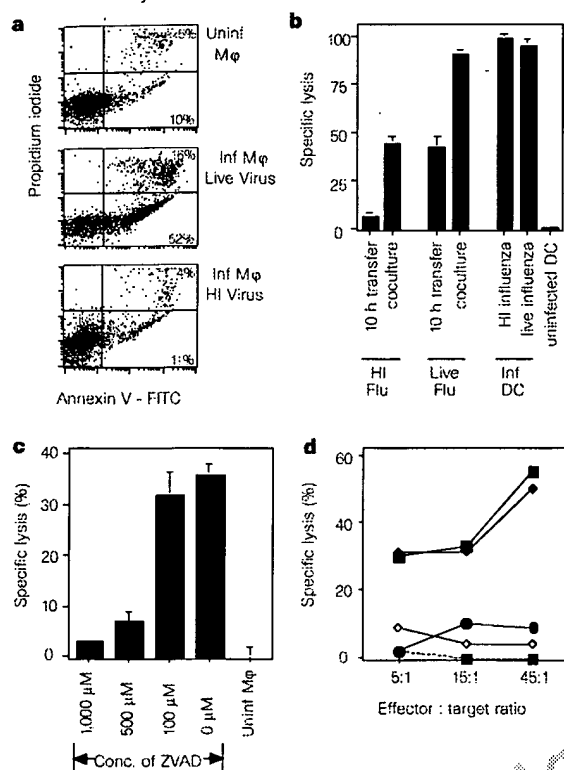 a
Uninf
Mφ
Propidium iodide
10%
Inf Mφ
Live Virus
52%
Inf Mφ
HI Virus
4%
11%
Annexin V - FITC
b
Specific lysis
100
75
50
25
0
10 h transfer
coculture
10 h transfer
coculture
HI influenza
live influenza
uninfected DC
HI
Flu
Live
Flu
Inf
DC
c
Specific lysis (%)
40
30
20
10
0
1,000 µM
500 µM
100 µM
0 µM
Uninf Mφ
Conc. of ZVAD
d
Specific lysis (%)
60
40
20
0
5:1
15:1
45:1
Effector : target ratio